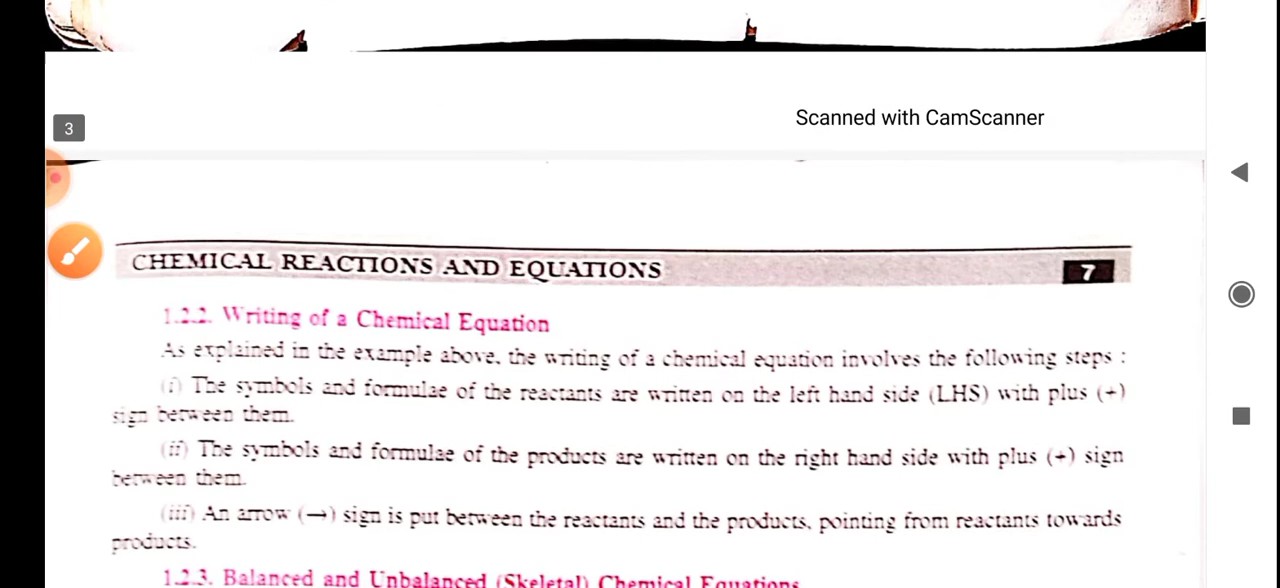 Scanned with CamScanner
3
CHEMICAL REACTIONS AND EQUATIONS
7
1.2.2. Writing of a Chemical Equation
As explained in the example above, the writing of a chemical equation involves the following steps :
(i) The symbols and formulae of the reactants are written on the left hand side (LHS) with plus (+)
sign between them.
(ii) The symbols and formulae of the products are written on the right hand side with plus (+) sign
between them.
(iii) An arrow (→) sign is put between the reactants and the products, pointing from reactants towards
products.
1.2.3. Balanced and Unbalanced (Skeletal) Chemical Equations